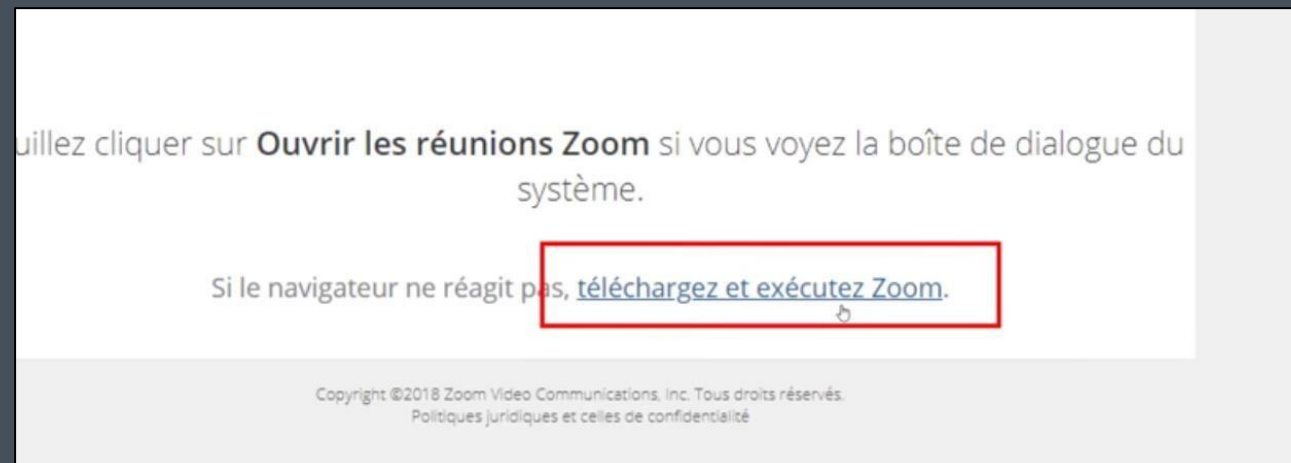 uillez cliquer sur Ouvrir les réunions Zoom si vous voyez la boîte de dialogue du
système.
Si le navigateur ne réagit pas, téléchargez et exécutez Zoom.
Copyright ©2018 Zoom Video Communications, Inc. Tous droits réservés.
Politiques juridiques et celles de confidentialité